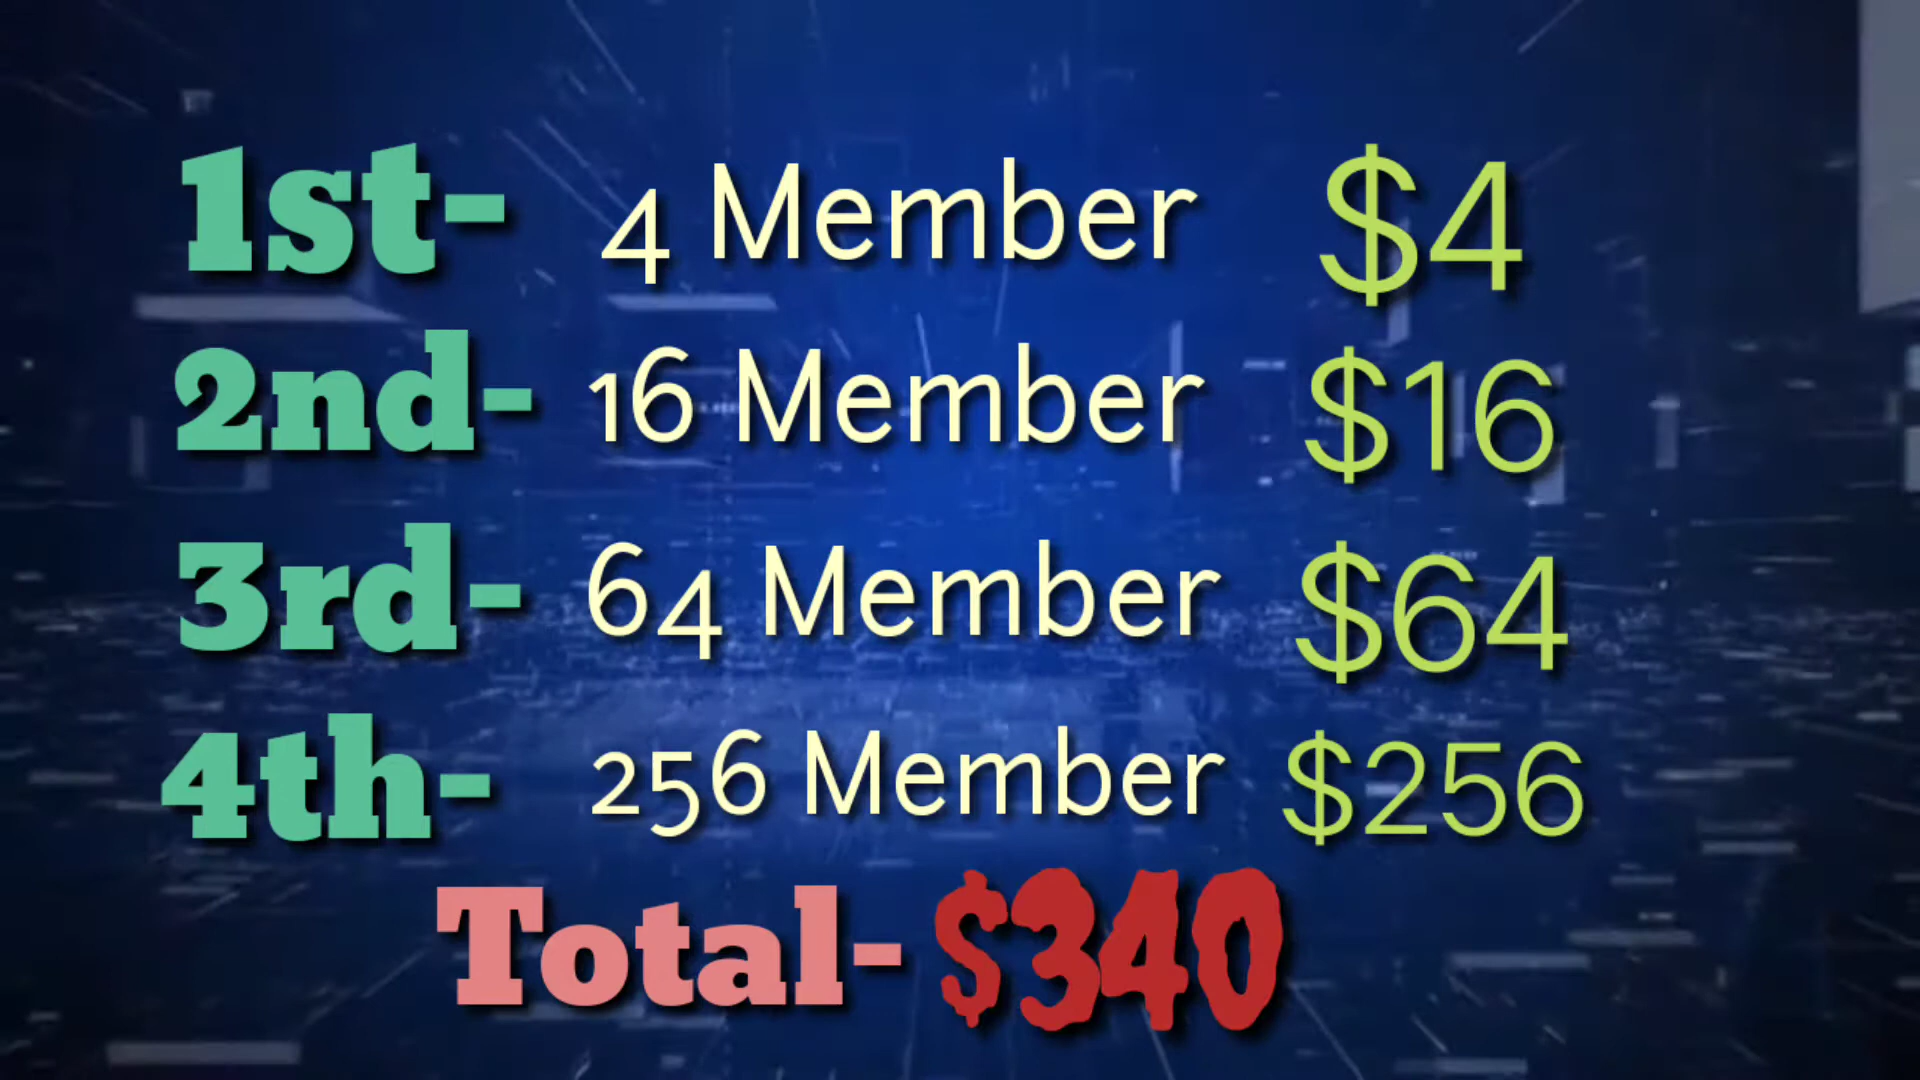 1st- 4 Member $4
2nd- 16 Member $16
3rd- 64 Member $64
4th- 256 Member $256
Total- $340